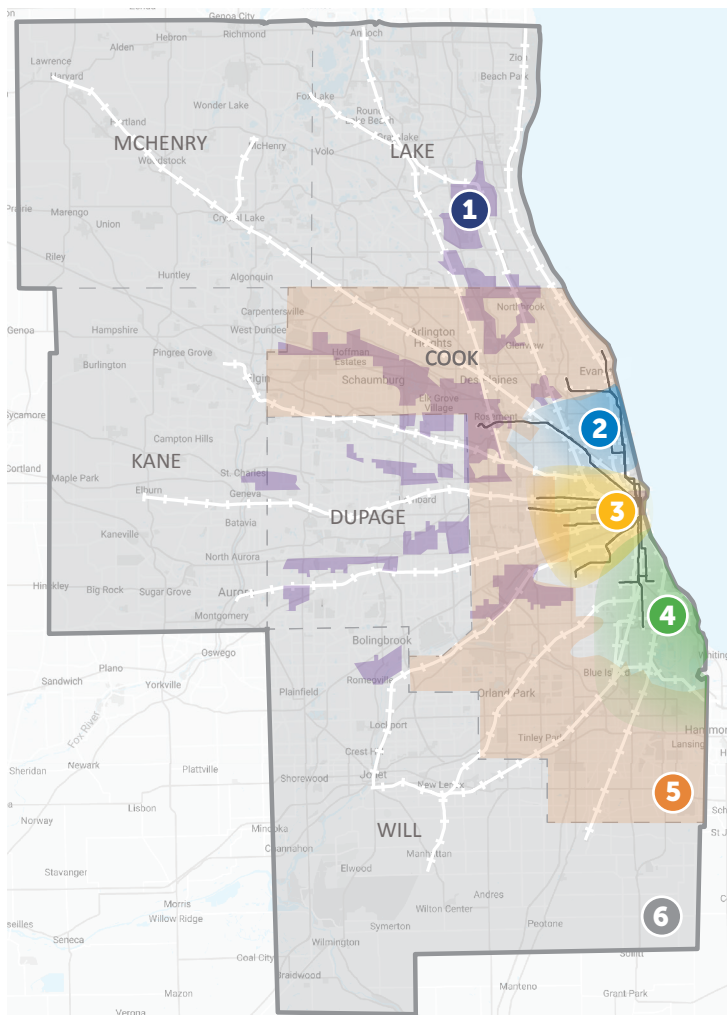 Genoa City
Hebron
Richmond
Antioch
Alden
Lawrence
Harvard
Zion
Beach Park
Fox Lake
Wonder Lake
Round
Lake Beach
Grayslake
Hartland
MCHENRY
McHenry
Volo
LAKE
Woodstock
1
Prairie
Marengo
Union
Crystal Lake
Riley
Huntley
Algonquin
Carpentersville
Northbrook
Genoa
Hampshire
West Dundee
Arlington
Heights
Pingree Grove
Hoffman
Estates
Glenview
COOK
Burlington
Elgin
Schaumburg
Des Plaines
Evan
Elk Grove
Village
Sycamore
Rosemont
2
Campton Hills
Cortland
KANE
St. Charles
Maple Park
Elburn
Geneva
Lombard
3
DUPAGE
Kaneville
Batavia
North Aurora
Hinckley
Big Rock
Sugar Grove
Aurora
Montgomery
4
Oswego
Bolingbrook
Whiting
Plano
Sandwich
Yorkville
Plainfield
Romeoville
Blue Island
Orland Park
Fox River
Lockport
Hammon
Tinley Park
Lansing
Crest Hill
Sheridan
Newark
Plattville
Shorewood
Joliet
New Lenox
5
Lisbon
Norway
Minooka
WILL
Channahon
Manhattan
Stavanger
Elwood
Andres
Morris
Willow Ridge
Wilton Center
6
Symerton
Peotone
seilles
Seneca
Wilmington
Coal City
Braidwood
Manteno
Mazon
Grant Park
Verona